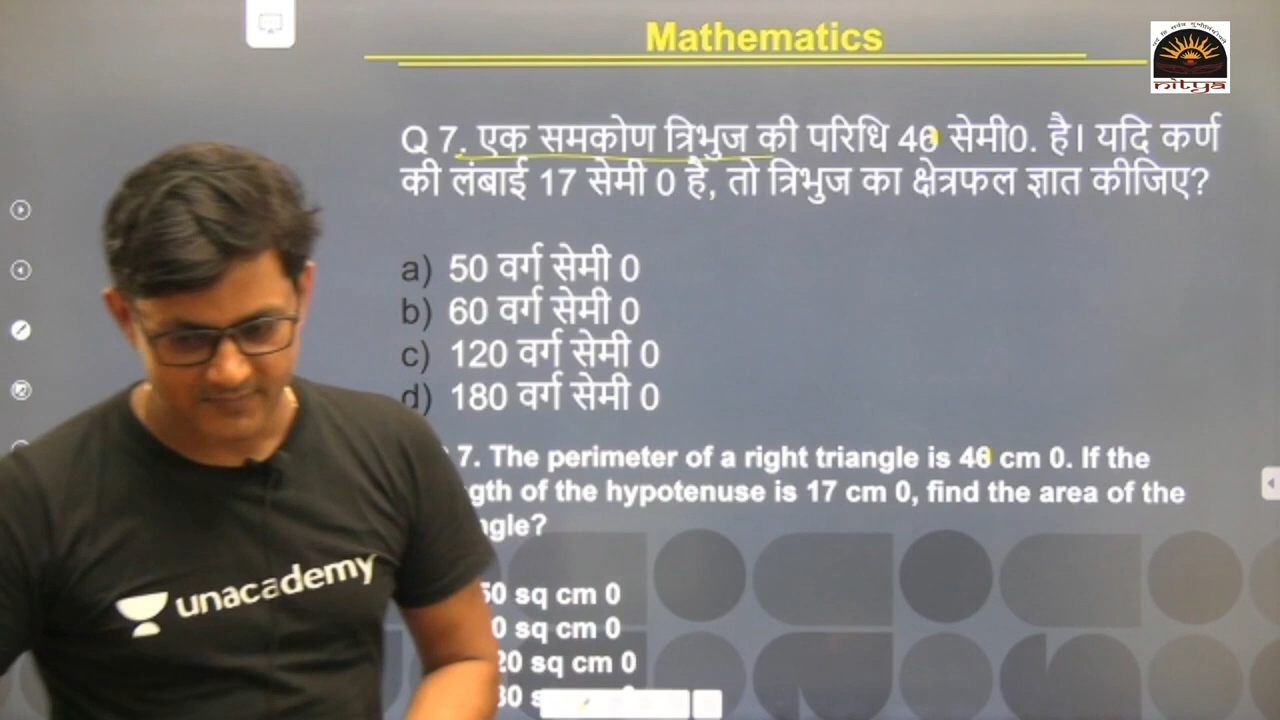 Mathematics
nitya
Q 7. एक समकोण त्रिभुज की परिधि 40 सेमी0. है। यदि कर्ण
की लंबाई 17 सेमी 0 है, तो त्रिभुज का क्षेत्रफल ज्ञात कीजिए?
a) 50 वर्ग सेमी 0
b) 60 वर्ग सेमी 0
c) 120 वर्ग सेमी 0
d) 180 वर्ग सेमी 0
7. The perimeter of a right triangle is 40 cm 0. If the
gth of the hypotenuse is 17 cm 0, find the area of the
ngle?
50 sq cm 0
0 sq cm 0
20 sq cm 0
30 s
unacademy